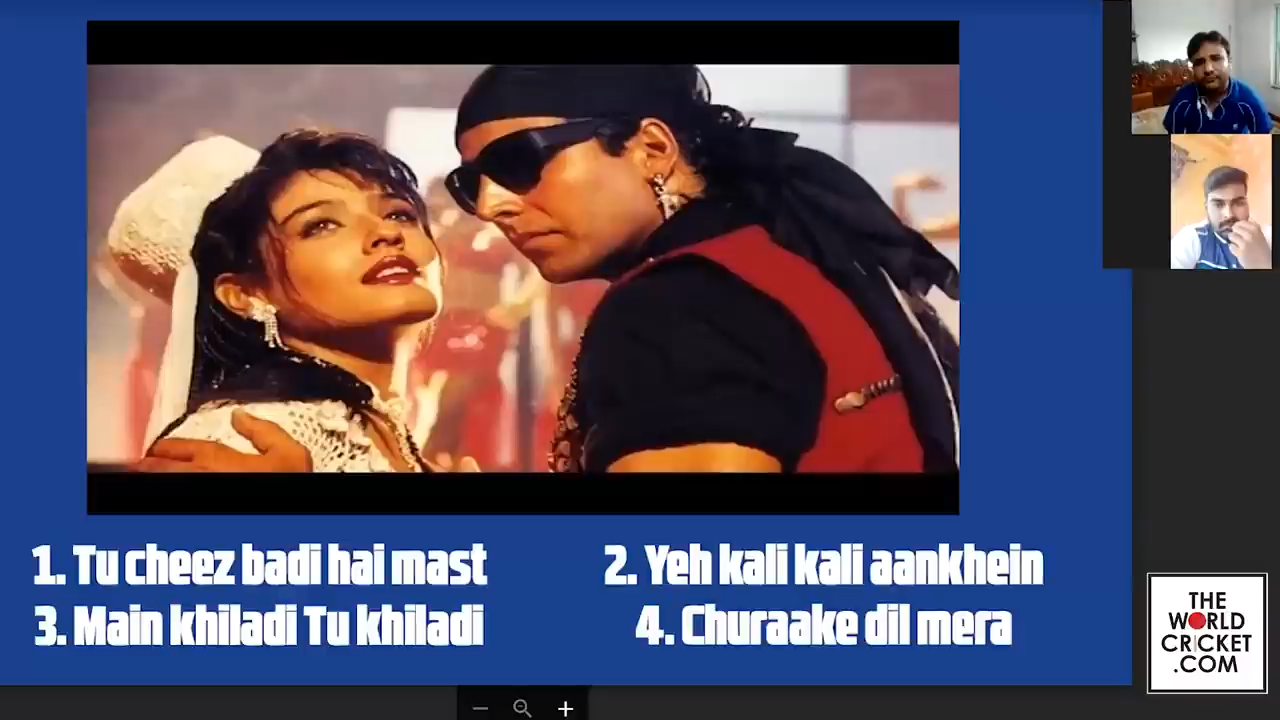 1. Tu cheez badi hai mast
2. Yeh kali kali aankhein
3. Main khiladi Tu khiladi
4. Churaake dil mera
THE
WORLD
CRICKET
.COM